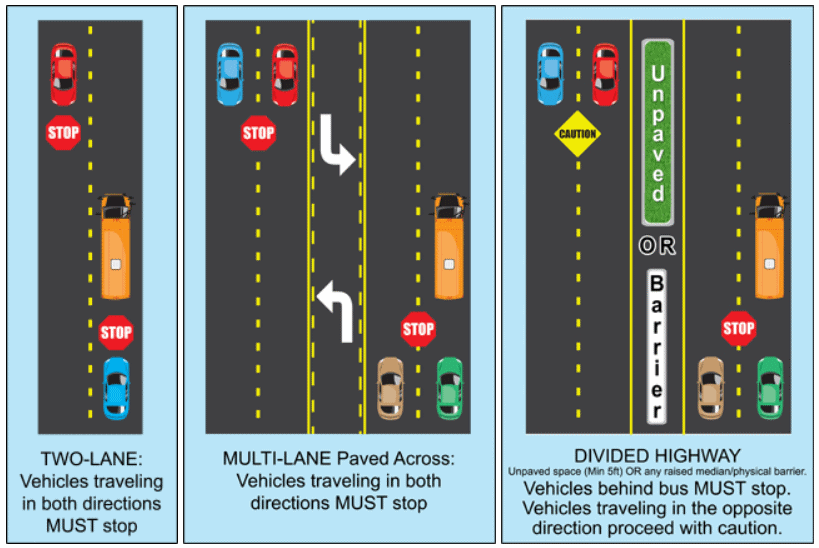 STOP
STOP
TWO-LANE:
Vehicles traveling
in both directions
MUST stop
STOP
STOP
MULTI-LANE Paved Across:
Vehicles traveling in both
directions MUST stop
CAUTION
Unpaved
OR
Barrier
STOP
DIVIDED HIGHWAY
Unpaved space (Min 5ft) OR any raised median/physical barrier.
Vehicles behind bus MUST stop.
Vehicles traveling in the opposite
direction proceed with caution.